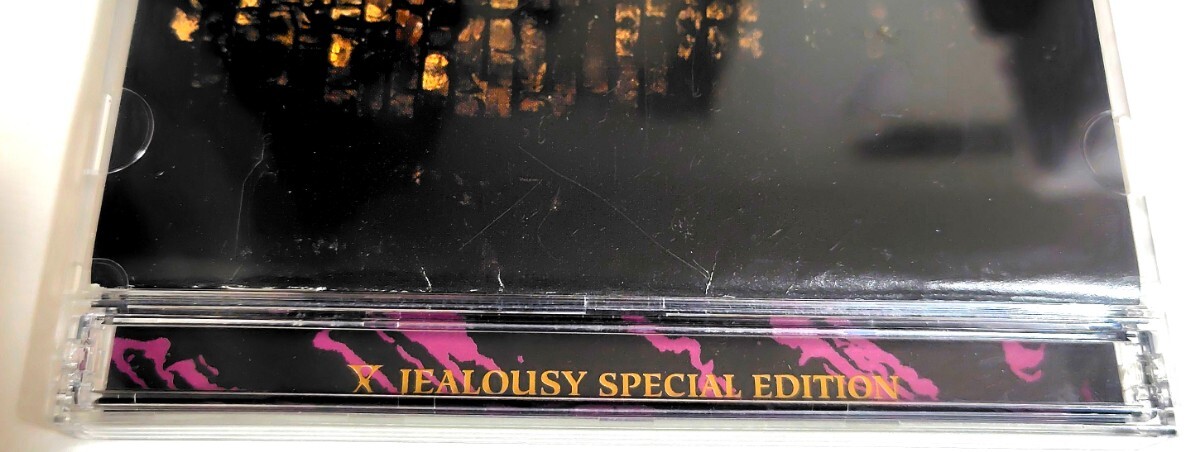 X JEALOUSY SPECIAL EDITION